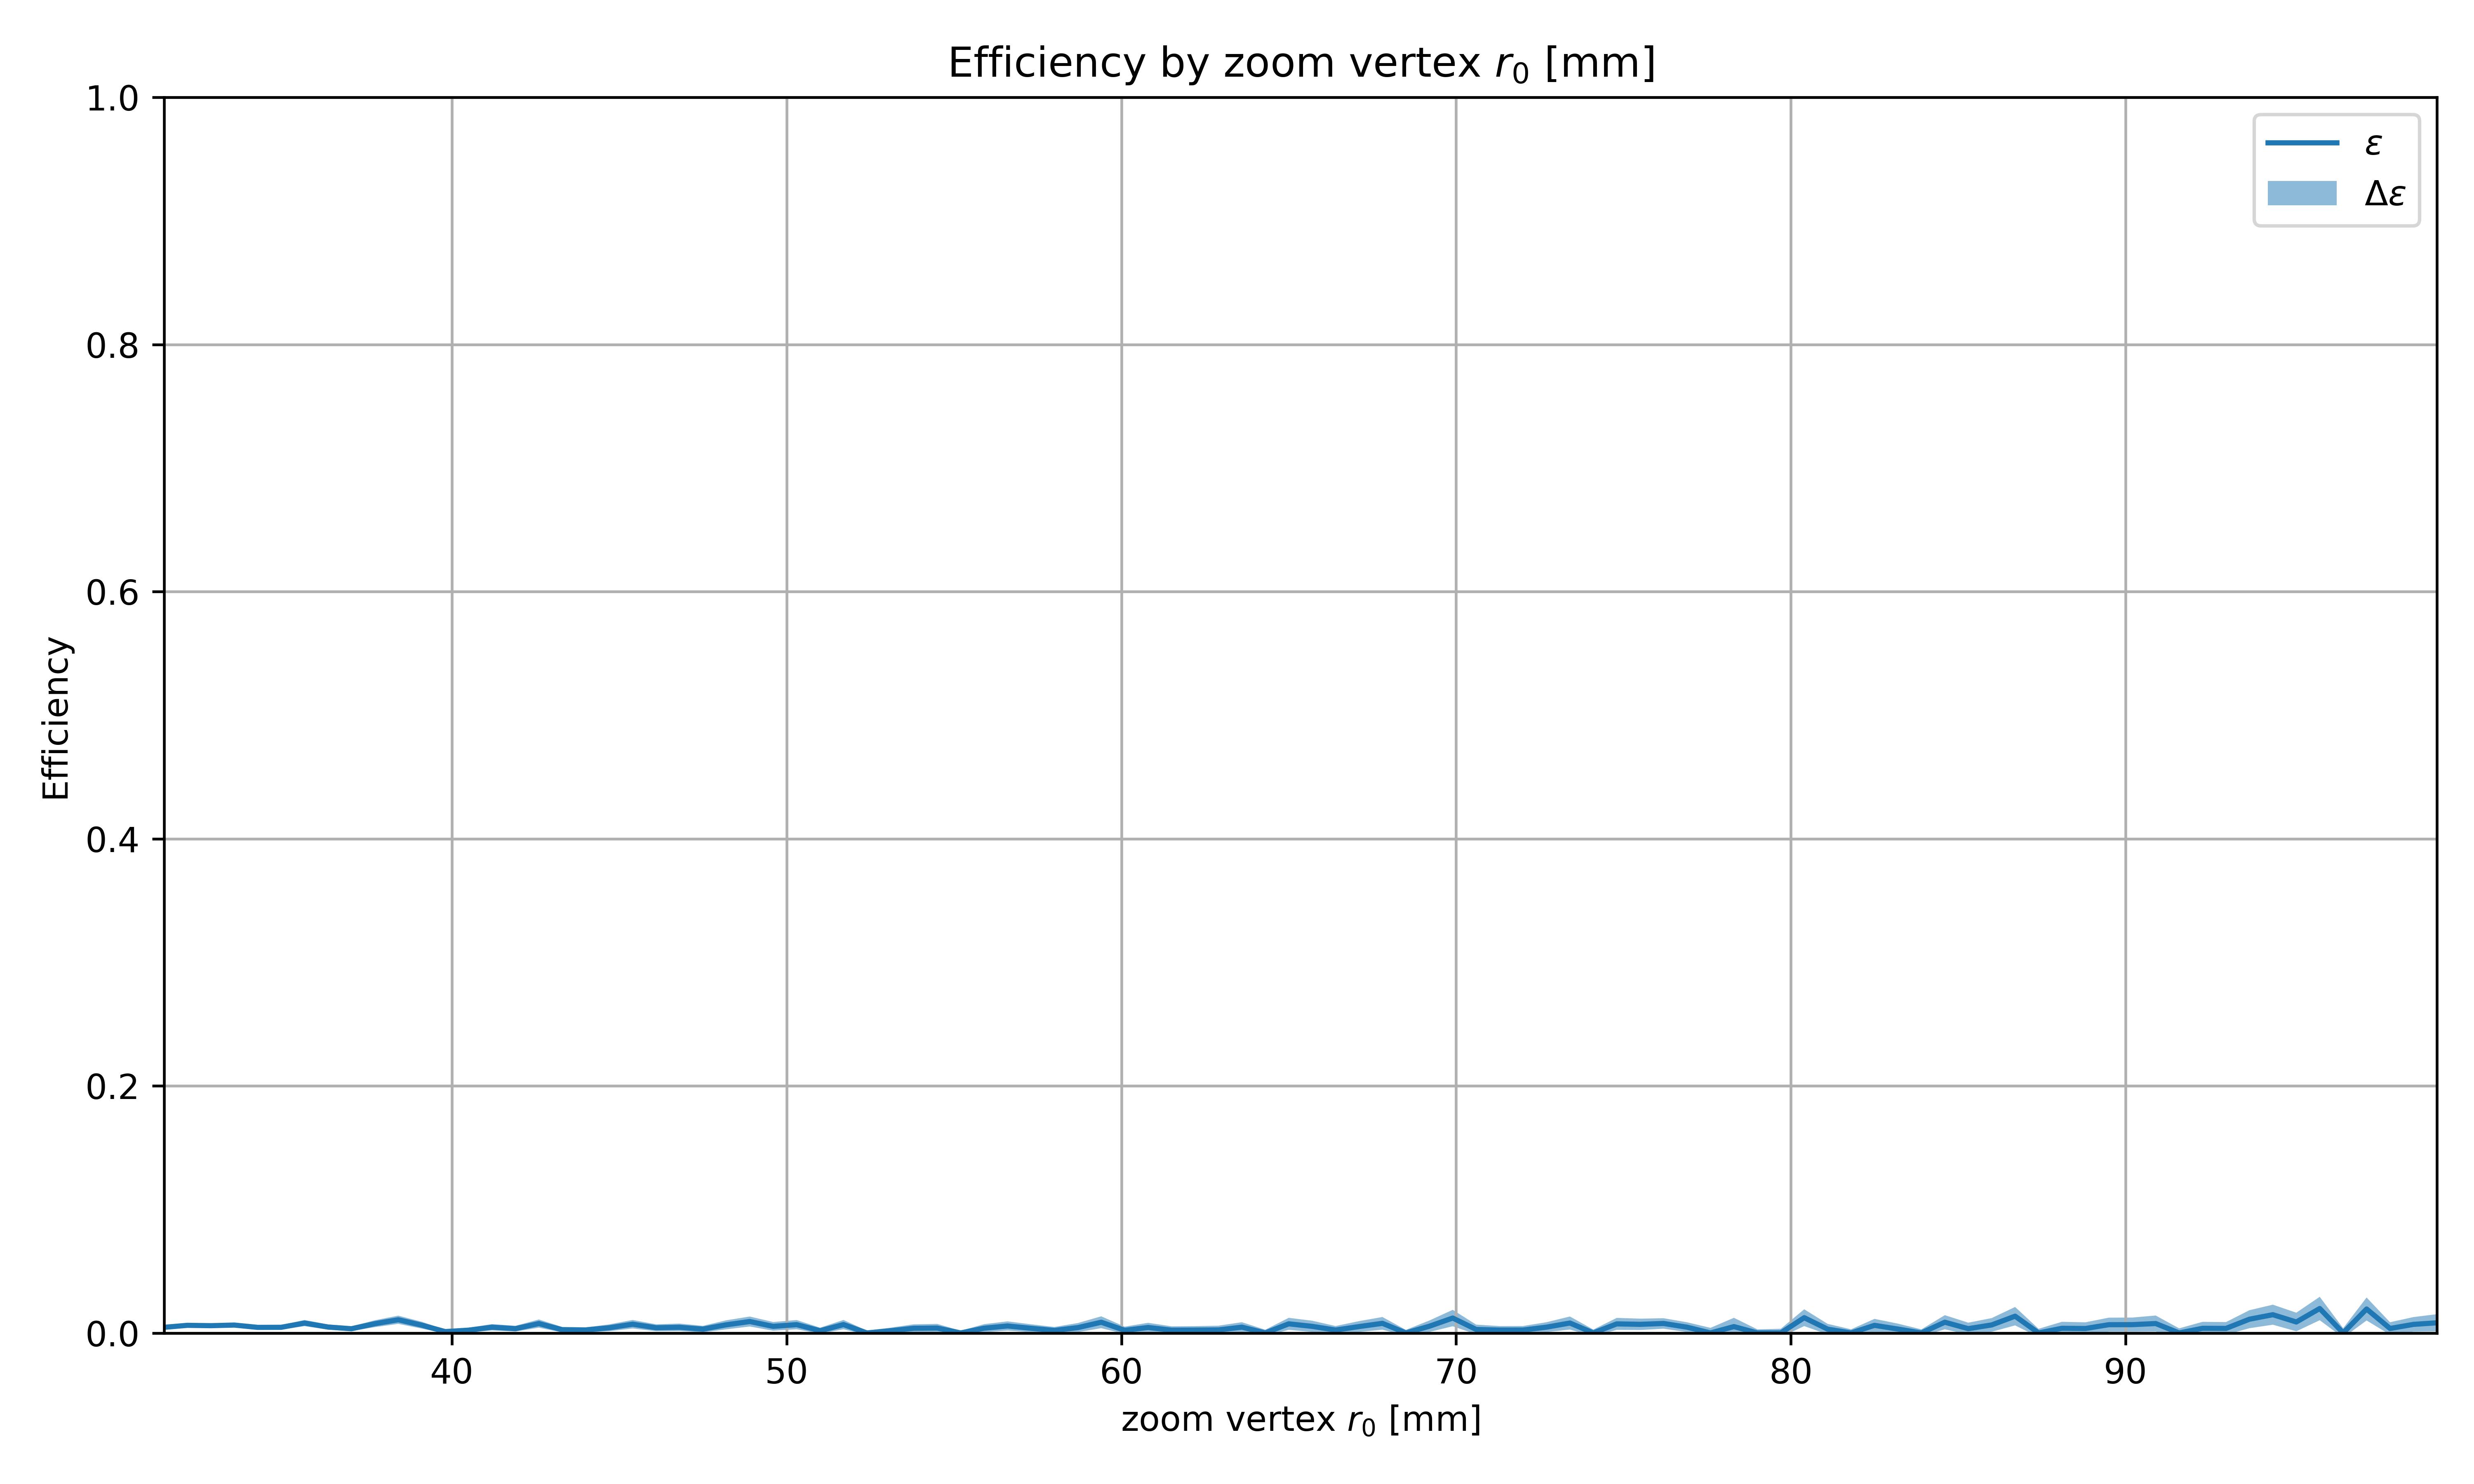 Efficiency by zoom vertex r₀ [mm]
1.0
0.8
0.6
0.4
0.2
0.0
Efficiency
ε
Δε
40 50 60 70 80 90
zoom vertex r₀ [mm]